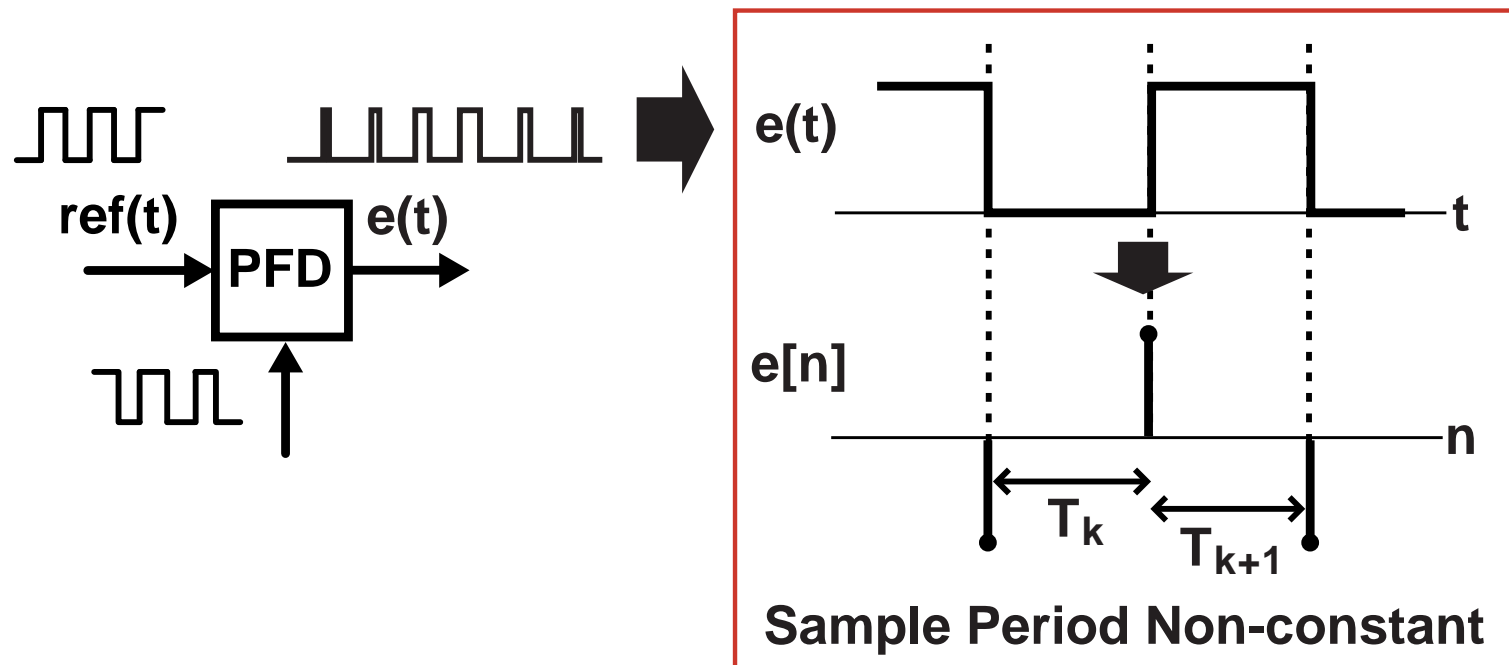 ref(t)
e(t)
PFD
e(t)
t
e[n]
n
Tk
Tk+1
Sample Period Non-constant